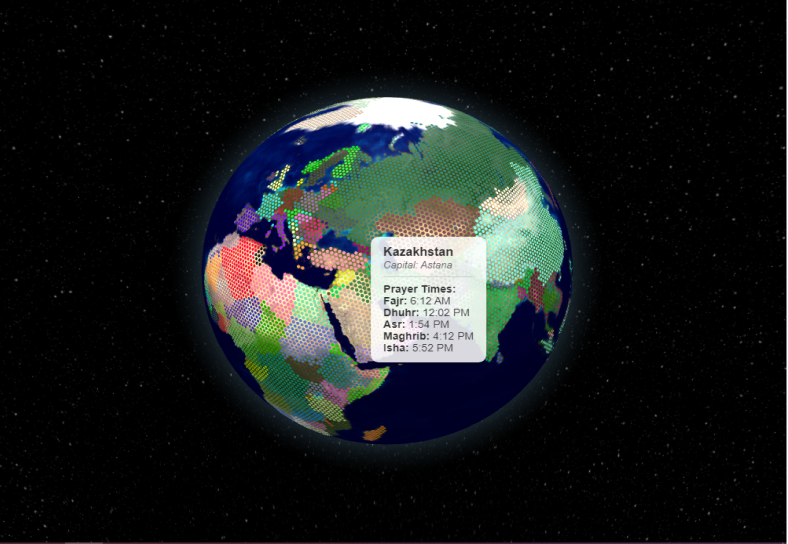 Kazakhstan
Capital: Astana
Prayer Times:
Fajr: 6:12 AM
Dhuhr: 12:02 PM
Asr: 1:54 PM
Maghrib: 4:12 PM
Isha: 5:52 PM